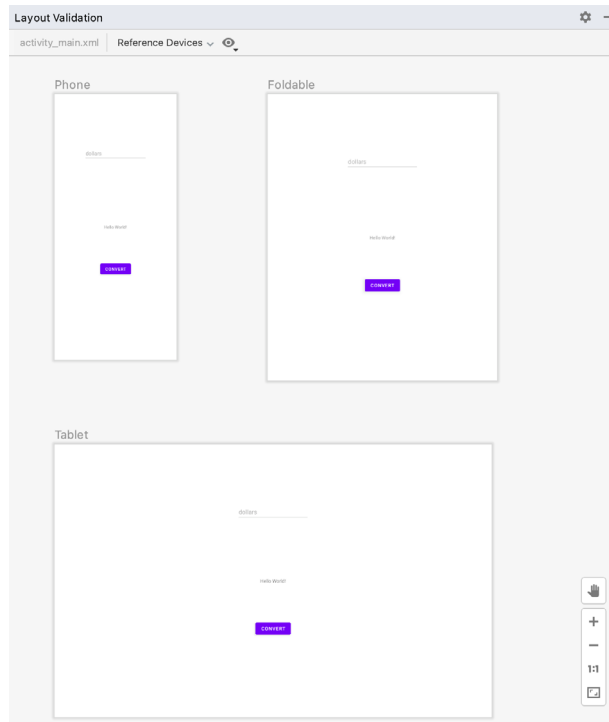 Layout Validation
activity_main.xml Reference Devices
Phone
dollars
Hello World!
CONVERT
Foldable
dollars
Hello World!
CONVERT
Tablet
dollars
Hello World!
CONVERT
1:1